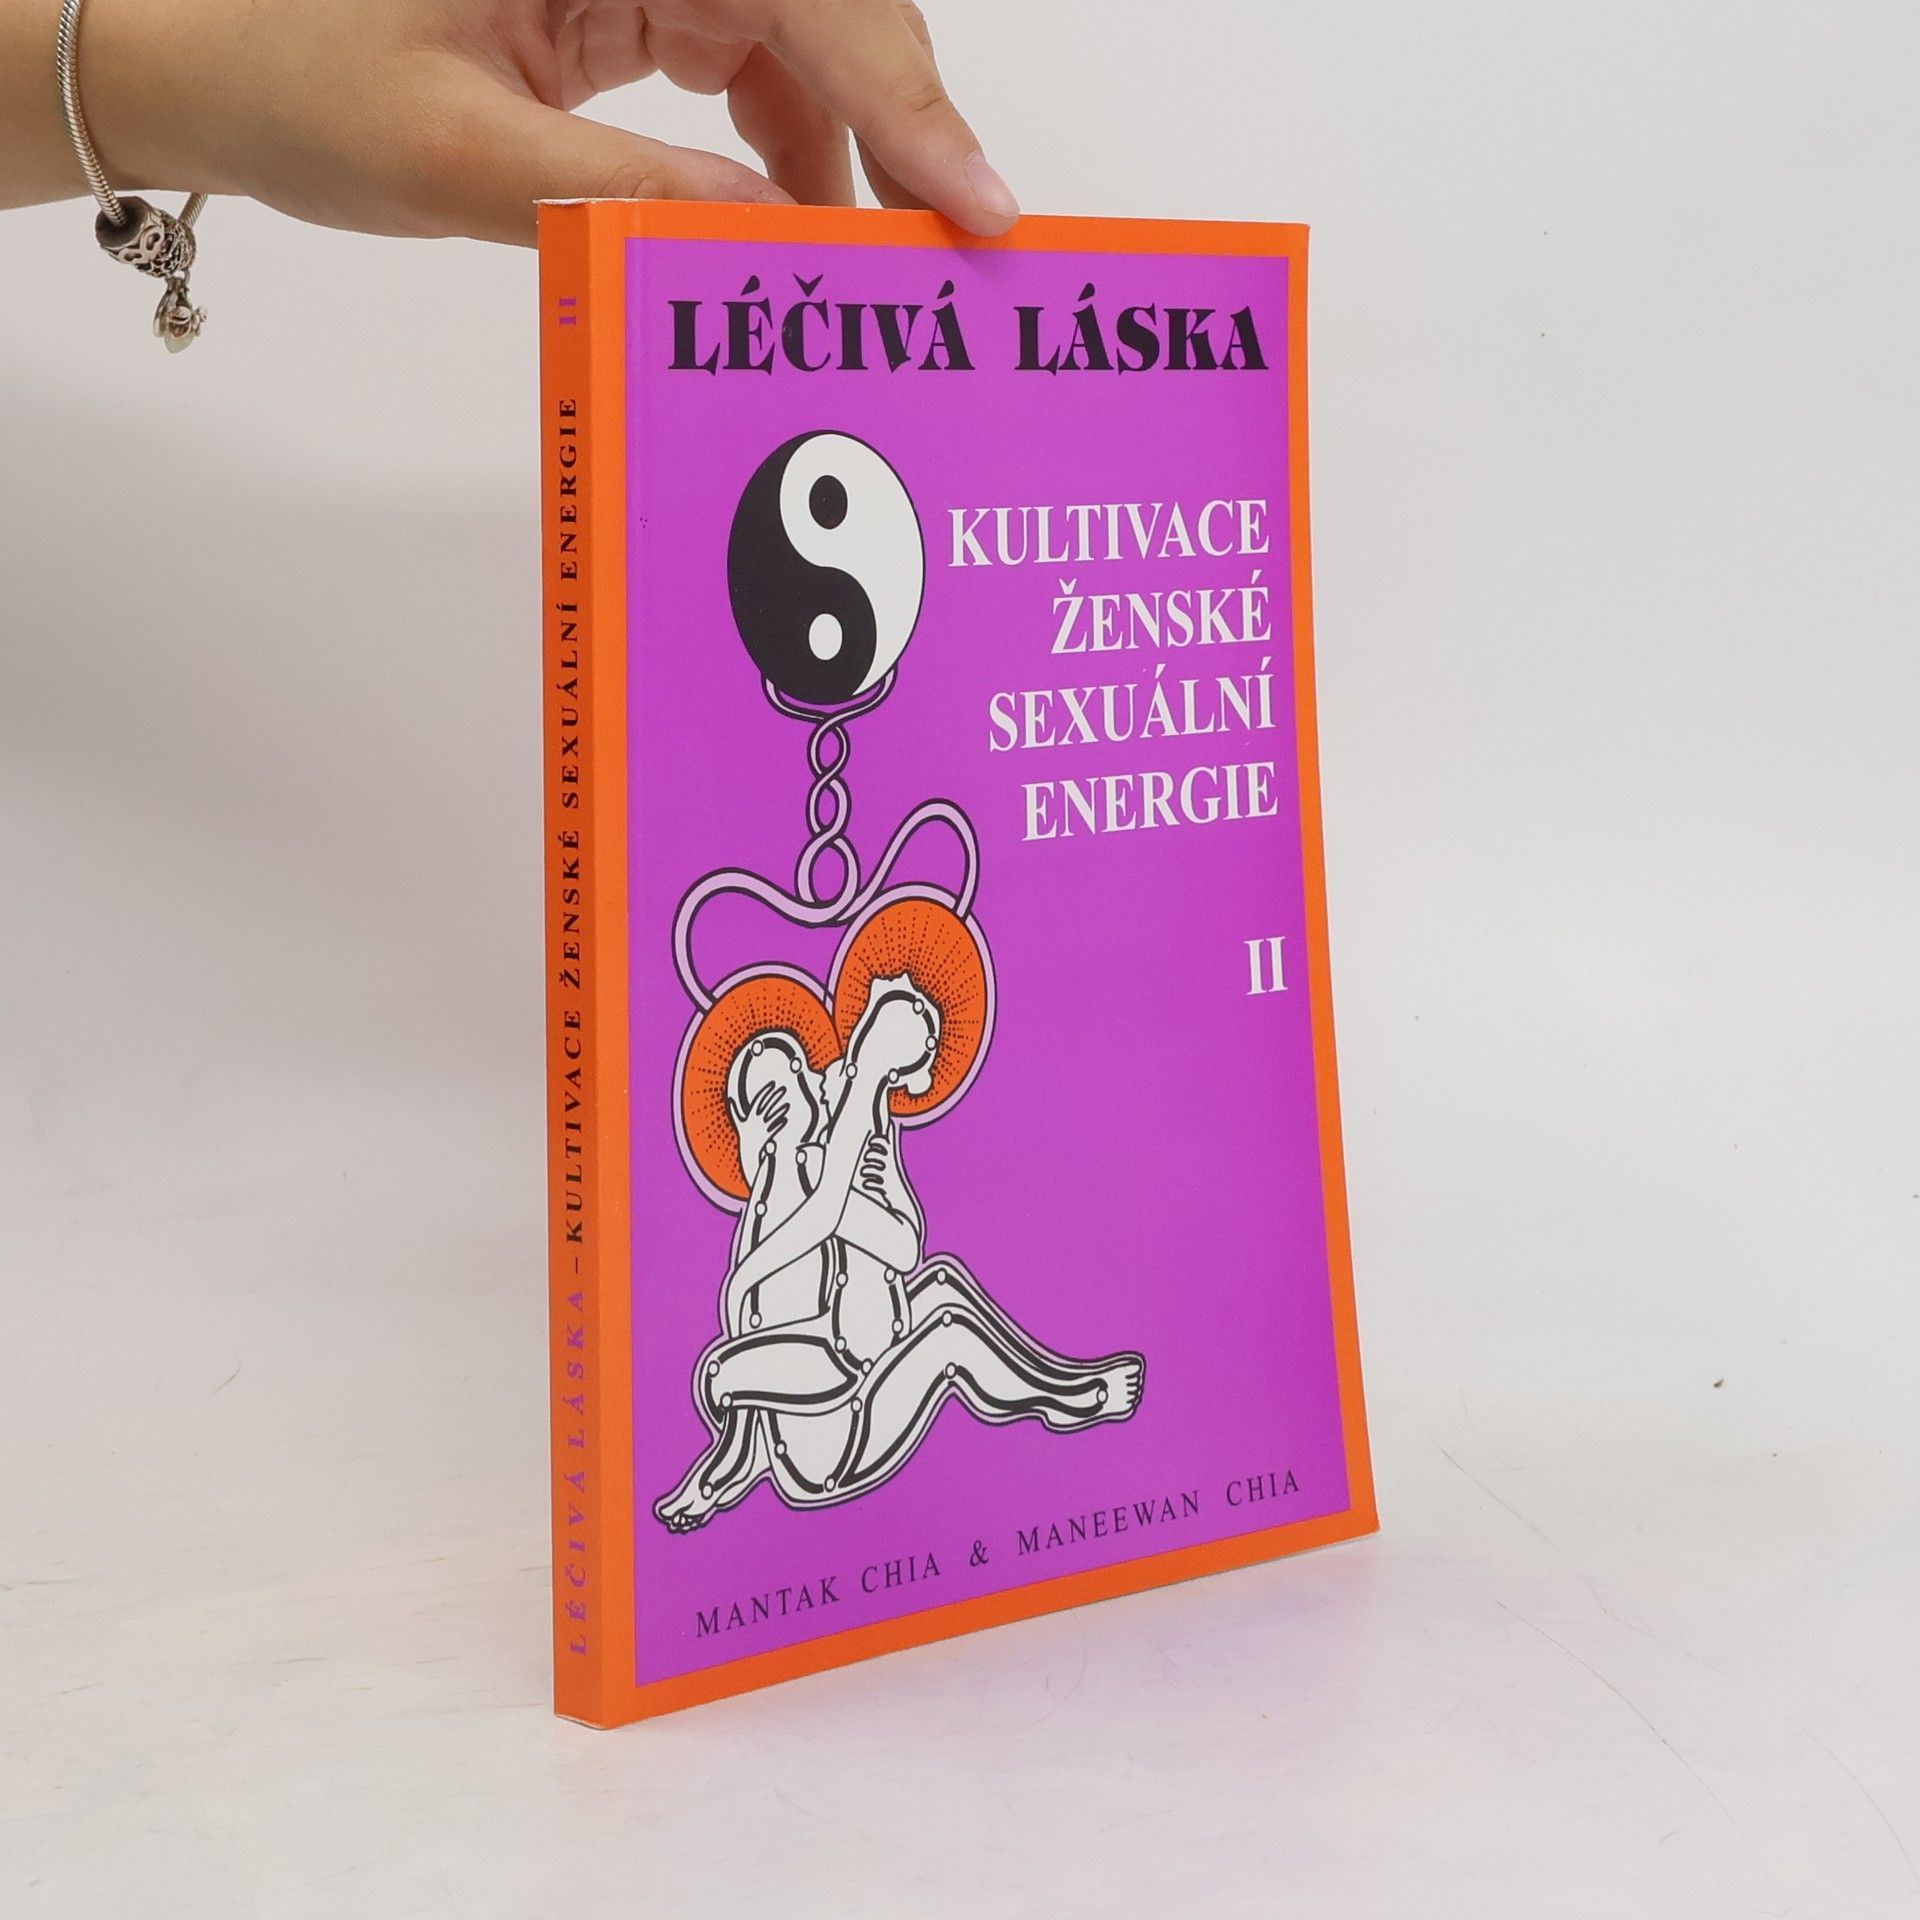 LÉČIVÁ LÁSKA
KULTIVACE
ŽENSKÉ
SEXUÁLNÍ
ENERGIE
II
MANTAK CHIA & MANEEWAN CHIA
LÉČIVÁ LÁSKA – KULTIVACE ŽENSKÉ SEXUÁLNÍ ENERGIE II